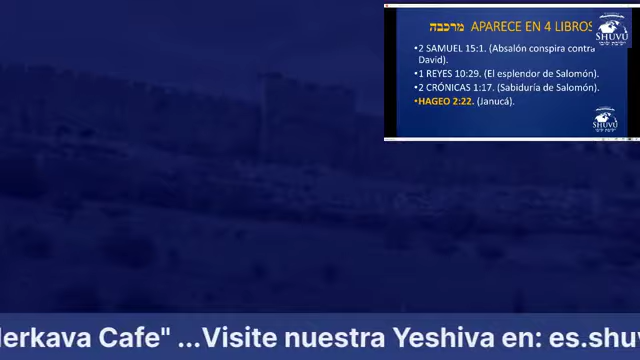 מרכבה APARECE EN 4 LIBROS
SHUVU
•2 SAMUEL 15:1. (Absalón conspira contra
David).
•1 REYES 10:29. (El esplendor de Salomón).
•2 CRÓNICAS 1:17. (Sabiduría de Salomón).
•HAGEO 2:22. (Janucá).
SHUVU
erkava Cafe" ...Visite nuestra Yeshiva en: es.shuv